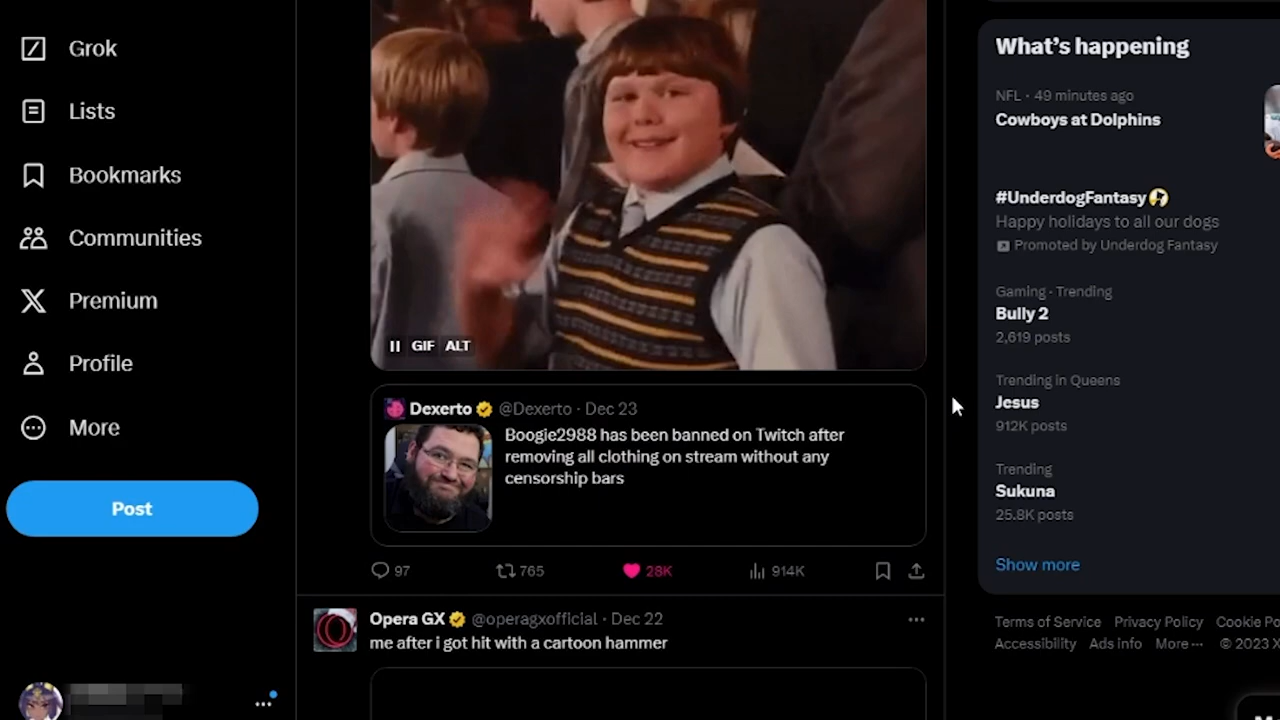 Grok
Lists
Bookmarks
Communities
Premium
Profile
More
Post
GIF ALT
Dexerto @Dexerto · Dec 23
Boogie2988 has been banned on Twitch after
removing all clothing on stream without any
censorship bars
97 765 28K 914K
Opera GX @operagxofficial · Dec 22
me after i got hit with a cartoon hammer
What's happening
NFL · 49 minutes ago
Cowboys at Dolphins
#UnderdogFantasy
Happy holidays to all our dogs
Promoted by Underdog Fantasy
Gaming · Trending
Bully 2
2,619 posts
Trending in Queens
Jesus
912K posts
Trending
Sukuna
25.8K posts
Show more
Terms of Service Privacy Policy Cookie Po
Accessibility Ads info More ··· © 2023 X